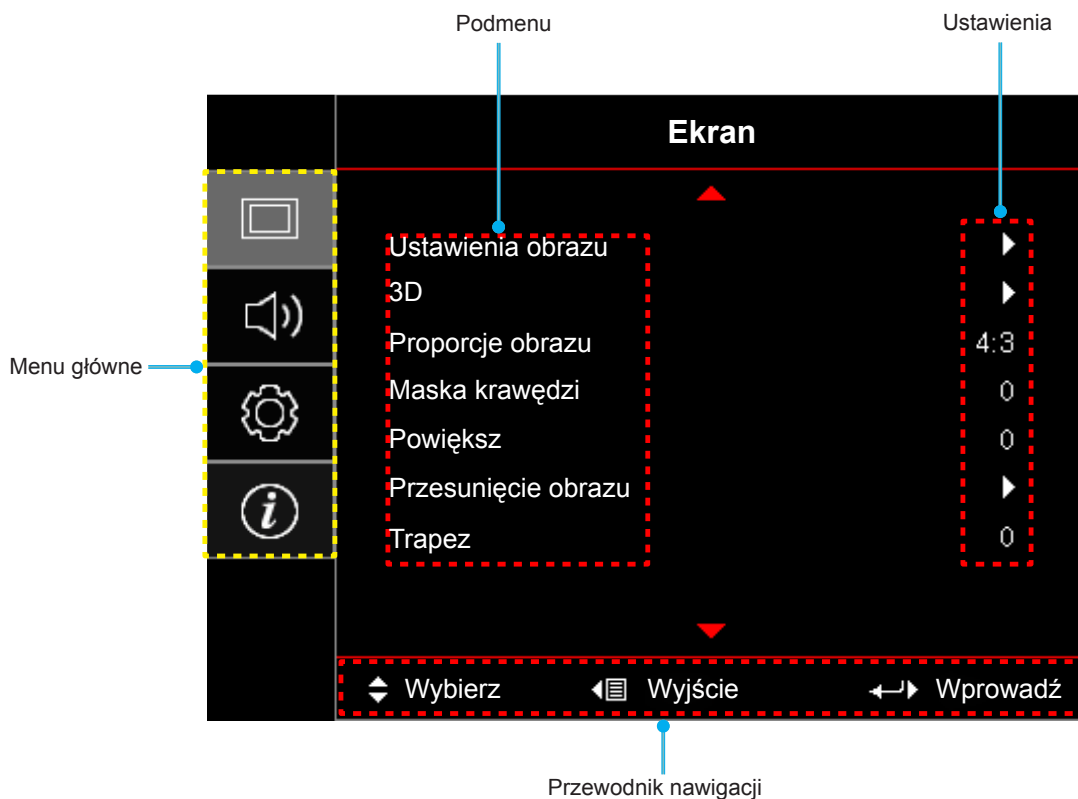 Podmenu
Ustawienia
Ekran
Menu główne
Ustawienia obrazu
3D
Proporcje obrazu 4:3
Maska krawędzi 0
Powiększ 0
Przesunięcie obrazu
Trapez 0
Wybierz Wyjście Wprowadź
Przewodnik nawigacji